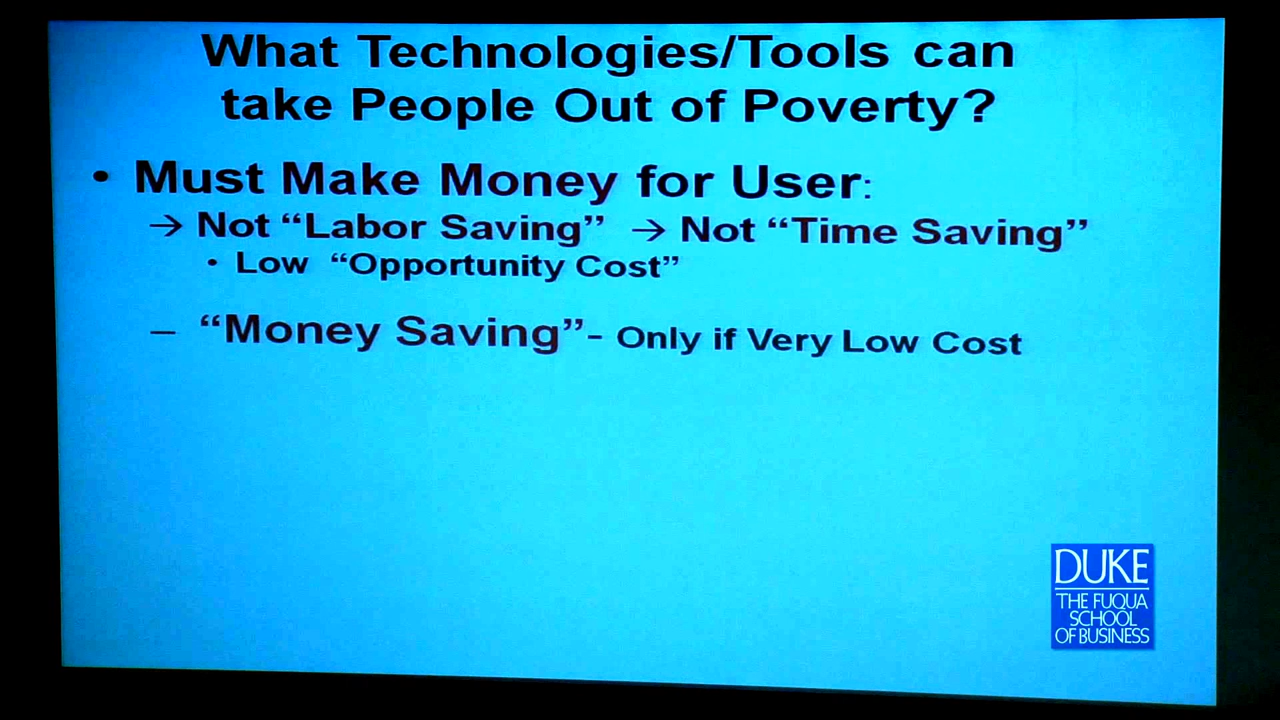 What Technologies/Tools can
take People Out of Poverty?
• Must Make Money for User:
→ Not “Labor Saving” → Not “Time Saving”
• Low “Opportunity Cost”
– “Money Saving”- Only if Very Low Cost
DUKE
THE FUQUA
SCHOOL
OF BUSINESS